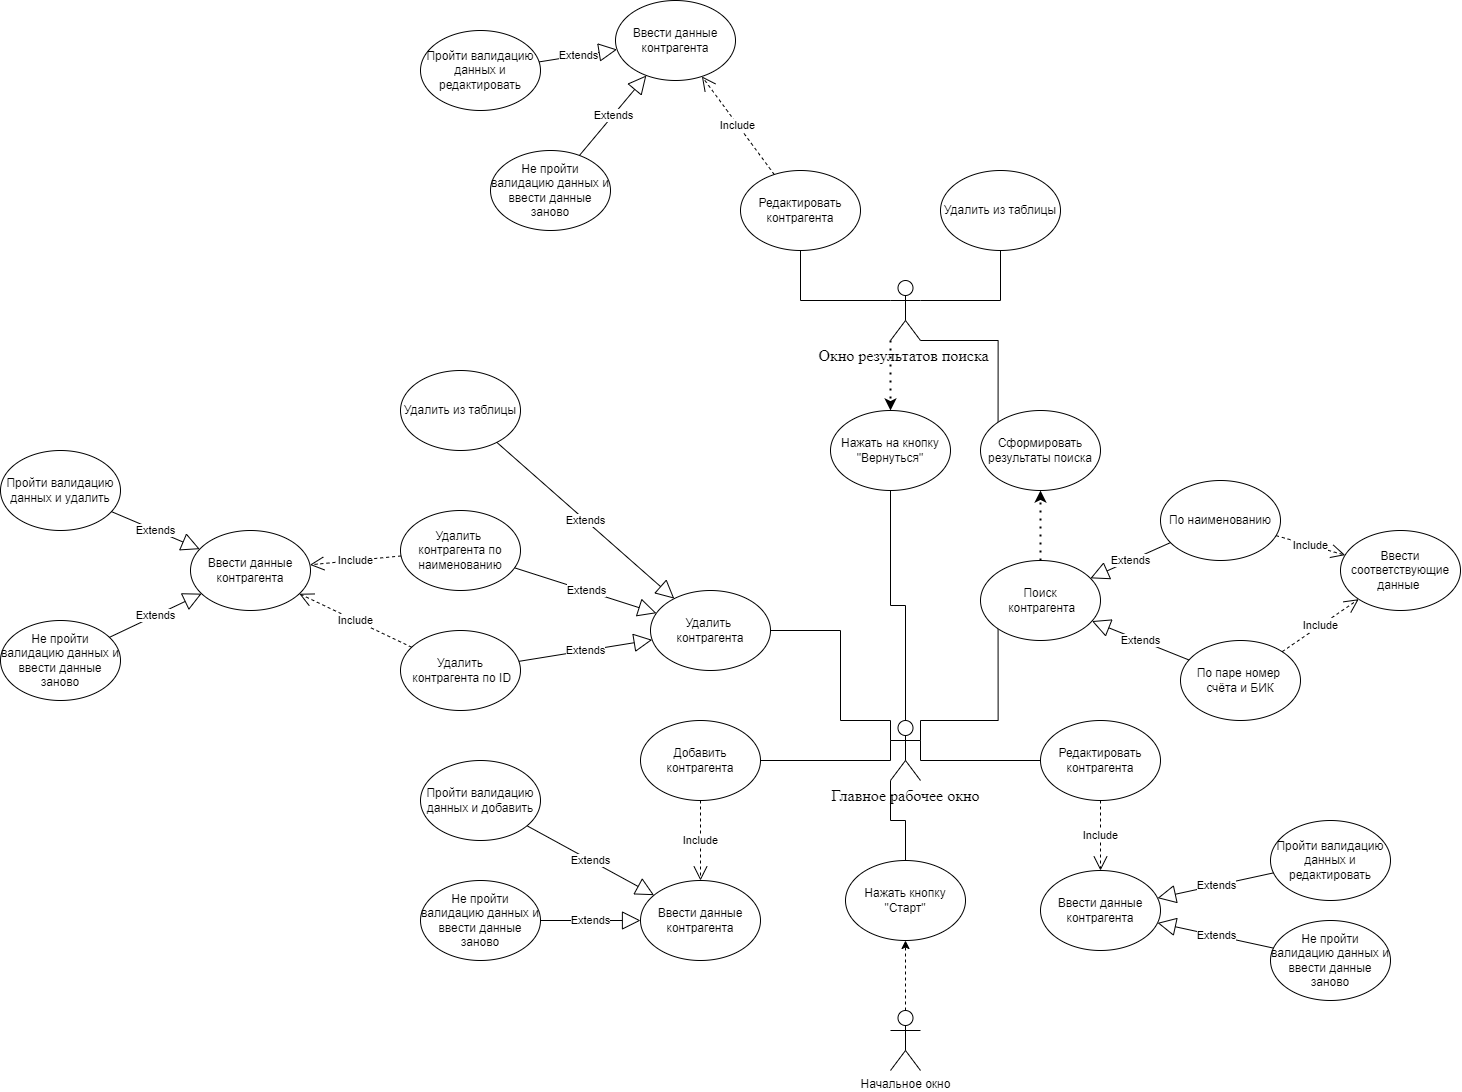 Ввести данные
контрагента
Пройти валидацию
данных и
редактировать
Extends
Extends
Include
Не пройти
валидацию данных и
ввести данные
заново
Редактировать
контрагента
Удалить из таблицы
Окно результатов поиска
Удалить из таблицы
Нажать на кнопку
"Вернуться"
Сформировать
результаты поиска
Пройти валидацию
данных и удалить
Extends
Extends
Удалить
контрагента по
наименованию
Include
Ввести данные
контрагента
Extends
По наименованию
Include
Extends
Ввести
соответствующие
данные
Поиск
контрагента
Extends
Include
Extends
Include
Не пройти
валидацию данных и
ввести данные
заново
Удалить
контрагента
Extends
Удалить
контрагента по ID
По паре номер
счёта и БИК
Добавить
контрагента
Редактировать
контрагента
Главное рабочее окно
Пройти валидацию
данных и добавить
Include
Include
Extends
Пройти валидацию
данных и
редактировать
Extends
Не пройти
валидацию данных и
ввести данные
заново
Extends
Ввести данные
контрагента
Нажать кнопку
"Старт"
Ввести данные
контрагента
Extends
Не пройти
валидацию данных и
ввести данные
заново
Начальное окно